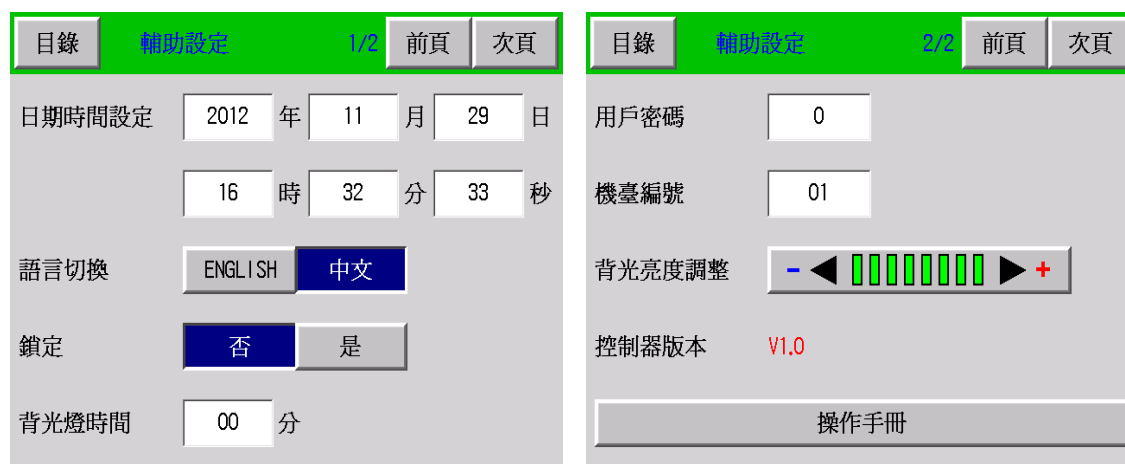 目錄 輔助設定 1/2 前頁 次頁
日期時間設定 2012 年 11 月 29 日
16 時 32 分 33 秒
語言切換 ENGLISH 中文
鎖定 否 是
背光燈時間 00 分
目錄 輔助設定 2/2 前頁 次頁
用戶密碼 0
機臺編號 01
背光亮度調整 - +
控制器版本 V1.0
操作手冊